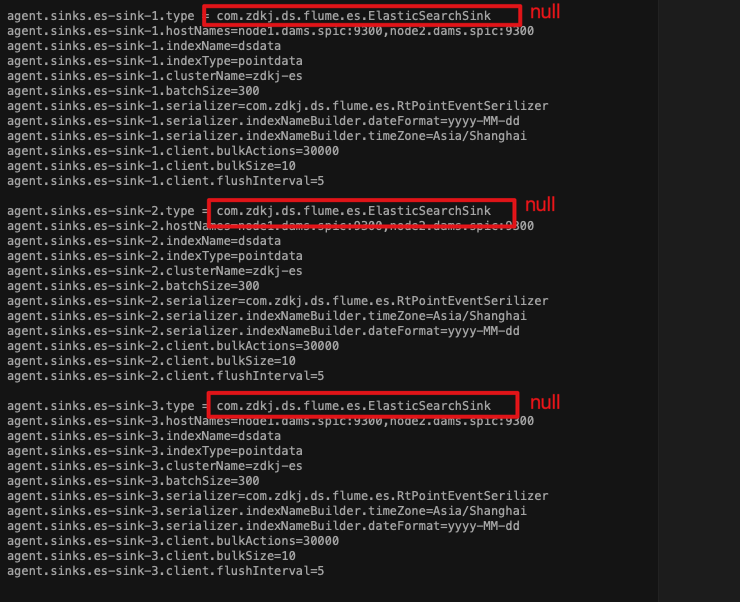 agent.sinks.es-sink-1.type = com.zdkj.ds.flume.es.ElasticSearchSink null
agent.sinks.es-sink-1.hostNames=node1.dams.spic:9300,node2.dams.spic:9300
agent.sinks.es-sink-1.indexName=dsdata
agent.sinks.es-sink-1.indexType=pointdata
agent.sinks.es-sink-1.clusterName=zdkj-es
agent.sinks.es-sink-1.batchSize=300
agent.sinks.es-sink-1.serializer=com.zdkj.ds.flume.es.RtPointEventSerilizer
agent.sinks.es-sink-1.serializer.indexNameBuilder.dateFormat=yyyy-MM-dd
agent.sinks.es-sink-1.serializer.indexNameBuilder.timeZone=Asia/Shanghai
agent.sinks.es-sink-1.client.bulkActions=30000
agent.sinks.es-sink-1.client.bulkSize=10
agent.sinks.es-sink-1.client.flushInterval=5
agent.sinks.es-sink-2.type = com.zdkj.ds.flume.es.ElasticSearchSink null
agent.sinks.es-sink-2.hostNames=node1.dams.spic:9300,node2.dams.spic:9300
agent.sinks.es-sink-2.indexName=dsdata
agent.sinks.es-sink-2.indexType=pointdata
agent.sinks.es-sink-2.clusterName=zdkj-es
agent.sinks.es-sink-2.batchSize=300
agent.sinks.es-sink-2.serializer=com.zdkj.ds.flume.es.RtPointEventSerilizer
agent.sinks.es-sink-2.serializer.indexNameBuilder.timeZone=Asia/Shanghai
agent.sinks.es-sink-2.serializer.indexNameBuilder.dateFormat=yyyy-MM-dd
agent.sinks.es-sink-2.client.bulkActions=30000
agent.sinks.es-sink-2.client.bulkSize=10
agent.sinks.es-sink-2.client.flushInterval=5
agent.sinks.es-sink-3.type = com.zdkj.ds.flume.es.ElasticSearchSink null
agent.sinks.es-sink-3.hostNames=node1.dams.spic:9300,node2.dams.spic:9300
agent.sinks.es-sink-3.indexName=dsdata
agent.sinks.es-sink-3.indexType=pointdata
agent.sinks.es-sink-3.clusterName=zdkj-es
agent.sinks.es-sink-3.batchSize=300
agent.sinks.es-sink-3.serializer=com.zdkj.ds.flume.es.RtPointEventSerilizer
agent.sinks.es-sink-3.serializer.indexNameBuilder.timeZone=Asia/Shanghai
agent.sinks.es-sink-3.serializer.indexNameBuilder.dateFormat=yyyy-MM-dd
agent.sinks.es-sink-3.client.bulkActions=30000
agent.sinks.es-sink-3.client.bulkSize=10
agent.sinks.es-sink-3.client.flushInterval=5